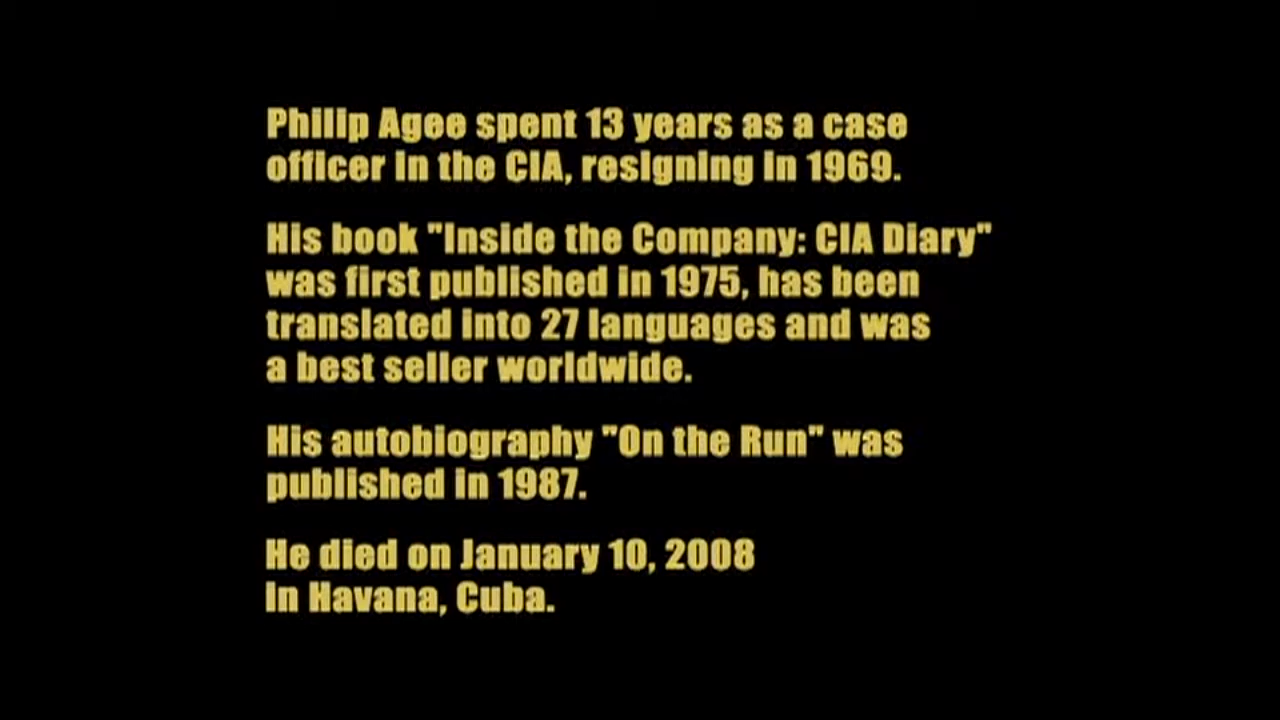 Philip Agee spent 13 years as a case
officer in the CIA, resigning in 1969.
His book "Inside the Company: CIA Diary"
was first published in 1975, has been
translated into 27 languages and was
a best seller worldwide.
His autobiography "On the Run" was
published in 1987.
He died on January 10, 2008
In Havana, Cuba.